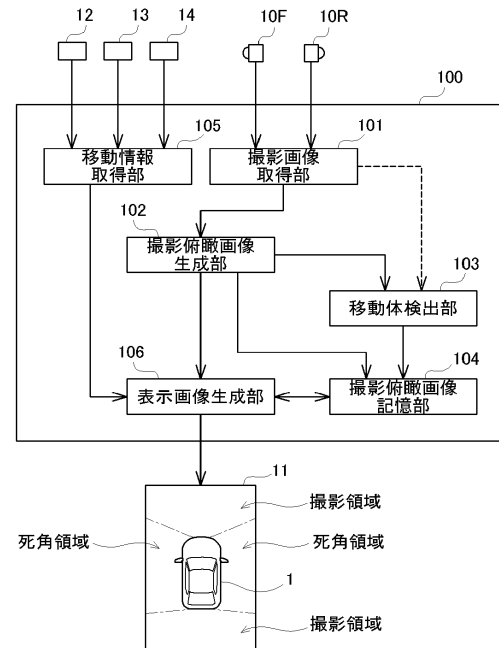 12
13
14
10F
10R
100
105
101
移動情報
取得部
撮影画像
取得部
102
撮影俯瞰画像
生成部
103
移動体検出部
106
104
表示画像生成部
撮影俯瞰画像
記憶部
11
撮影領域
死角領域
死角領域
1
撮影領域